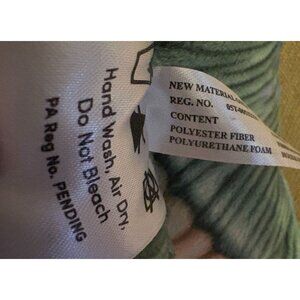 Hand Wash, Air Dry,
Do Not Bleach
PA Reg No. PENDING
NEW MATERIAL
REG. NO.
CONTENT
POLYESTER FIBER
POLYURETHANE FOAM